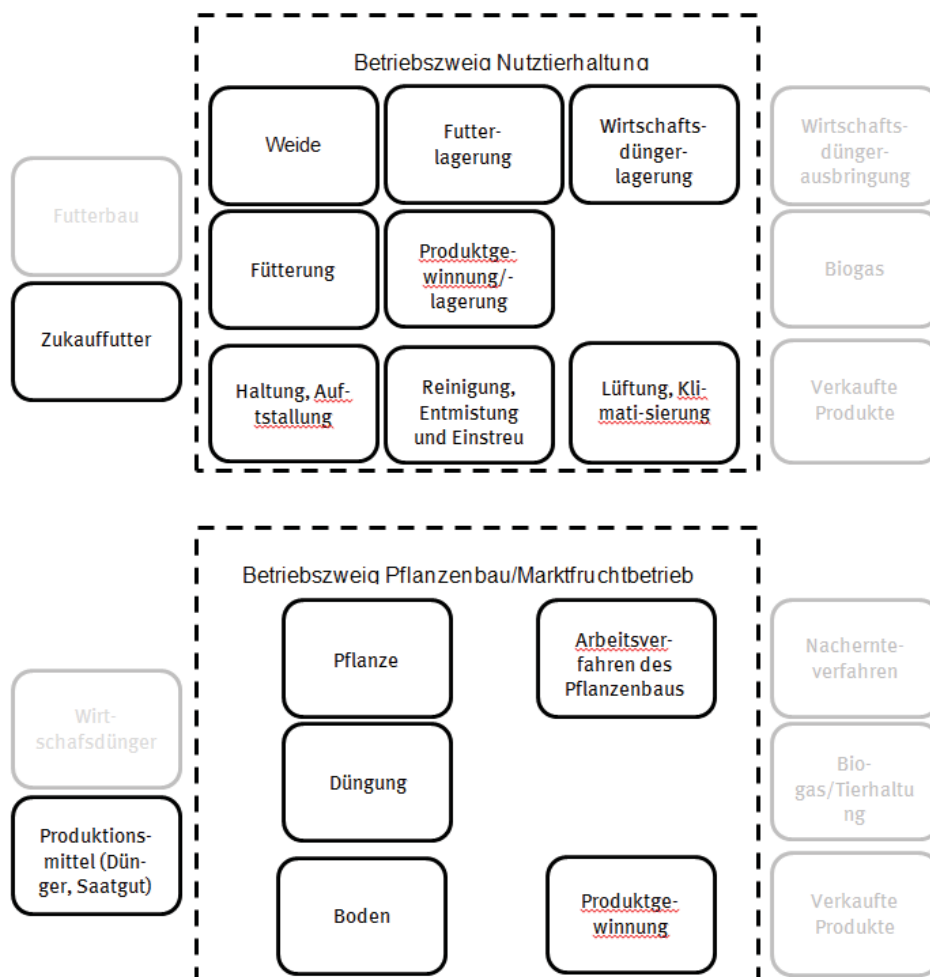 Betriebszweig Nutztierhaltung
Weide
Futter-
lagerung
Wirtschafts-
dünger-
lagerung
Wirtschafts-
dünger-
ausbringung
Futterbau
Fütterung
Produktge-
winnung/-
lagerung
Biogas
Zukauffutter
Haltung, Auf-
tstallung
Reinigung,
Entmistung
und Einstreu
Lüftung, Kli-
mati-sierung
Verkaufte
Produkte
Betriebszweig Pflanzenbau/Marktfruchtbetrieb
Pflanze
Arbeitsver-
fahren des
Pflanzenbaus
Nachernte-
verfahren
Wirt-
schafsdünger
Düngung
Bio-
gas/Tierhaltu
ng
Produktions-
mittel (Dün-
ger, Saatgut)
Boden
Produktge-
winnung
Verkaufte
Produkte